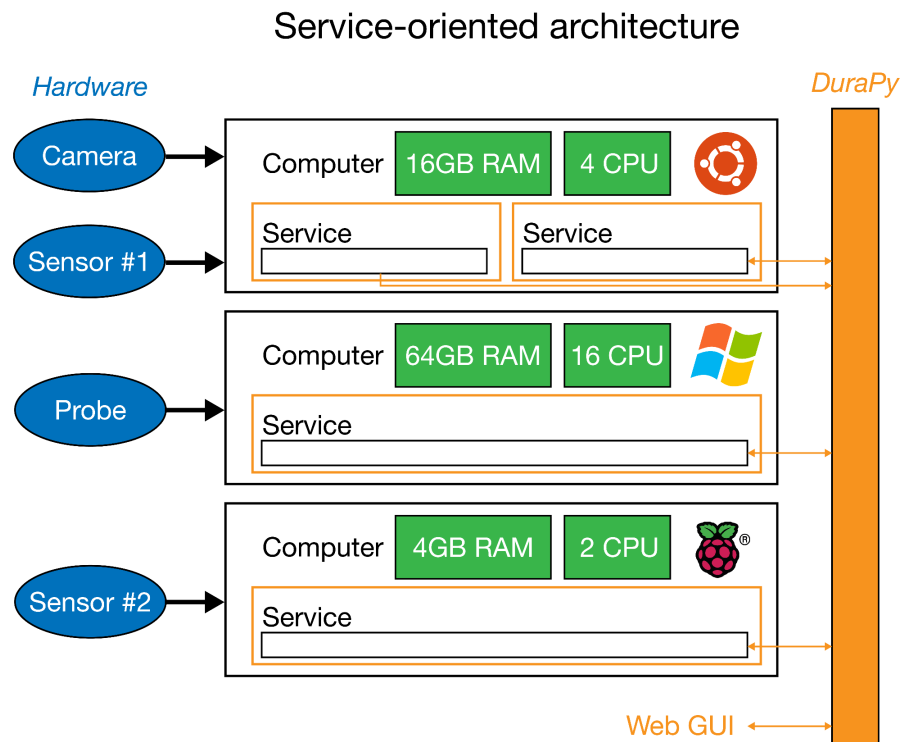 Service-oriented architecture
Hardware
DuraPy
Camera
Computer 16GB RAM 4 CPU
Service Service
Sensor #1
Computer 64GB RAM 16 CPU
Probe
Service
Computer 4GB RAM 2 CPU ®
Sensor #2
Service
Web GUI